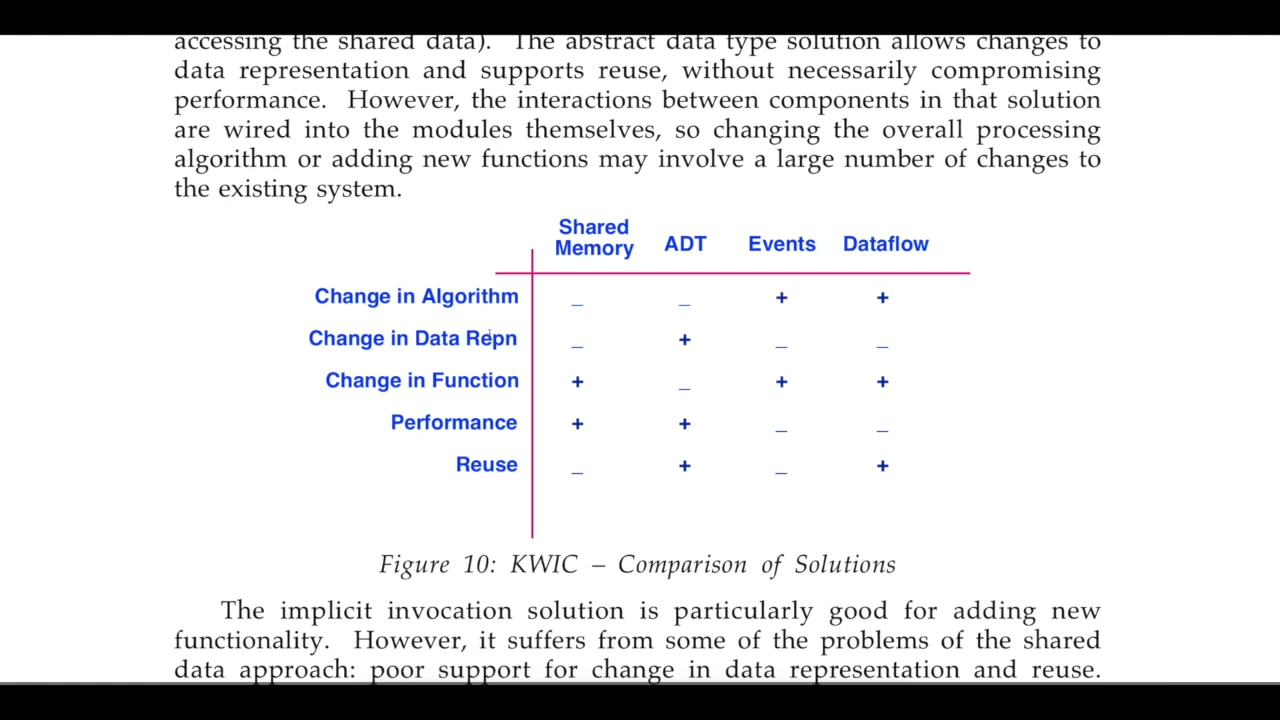 accessing the shared data). The abstract data type solution allows changes to
data representation and supports reuse, without necessarily compromising
performance. However, the interactions between components in that solution
are wired into the modules themselves, so changing the overall processing
algorithm or adding new functions may involve a large number of changes to
the existing system.
Shared
Memory ADT Events Dataflow
Change in Algorithm _ _ + +
Change in Data Repn _ + _ _
Change in Function + _ + +
Performance + + _ _
Reuse _ + _ +
Figure 10: KWIC – Comparison of Solutions
The implicit invocation solution is particularly good for adding new
functionality. However, it suffers from some of the problems of the shared
data approach: poor support for change in data representation and reuse.